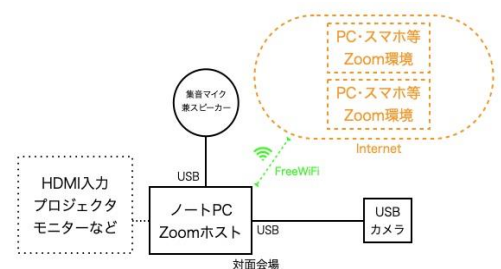 PC・スマホ等
Zoom環境
PC・スマホ等
Zoom環境
Internet
集音マイク
兼スピーカー
FreeWiFi
USB
HDMI入力
プロジェクタ
モニターなど
ノートPC
Zoomホスト
USB
USB
カメラ
対面会場